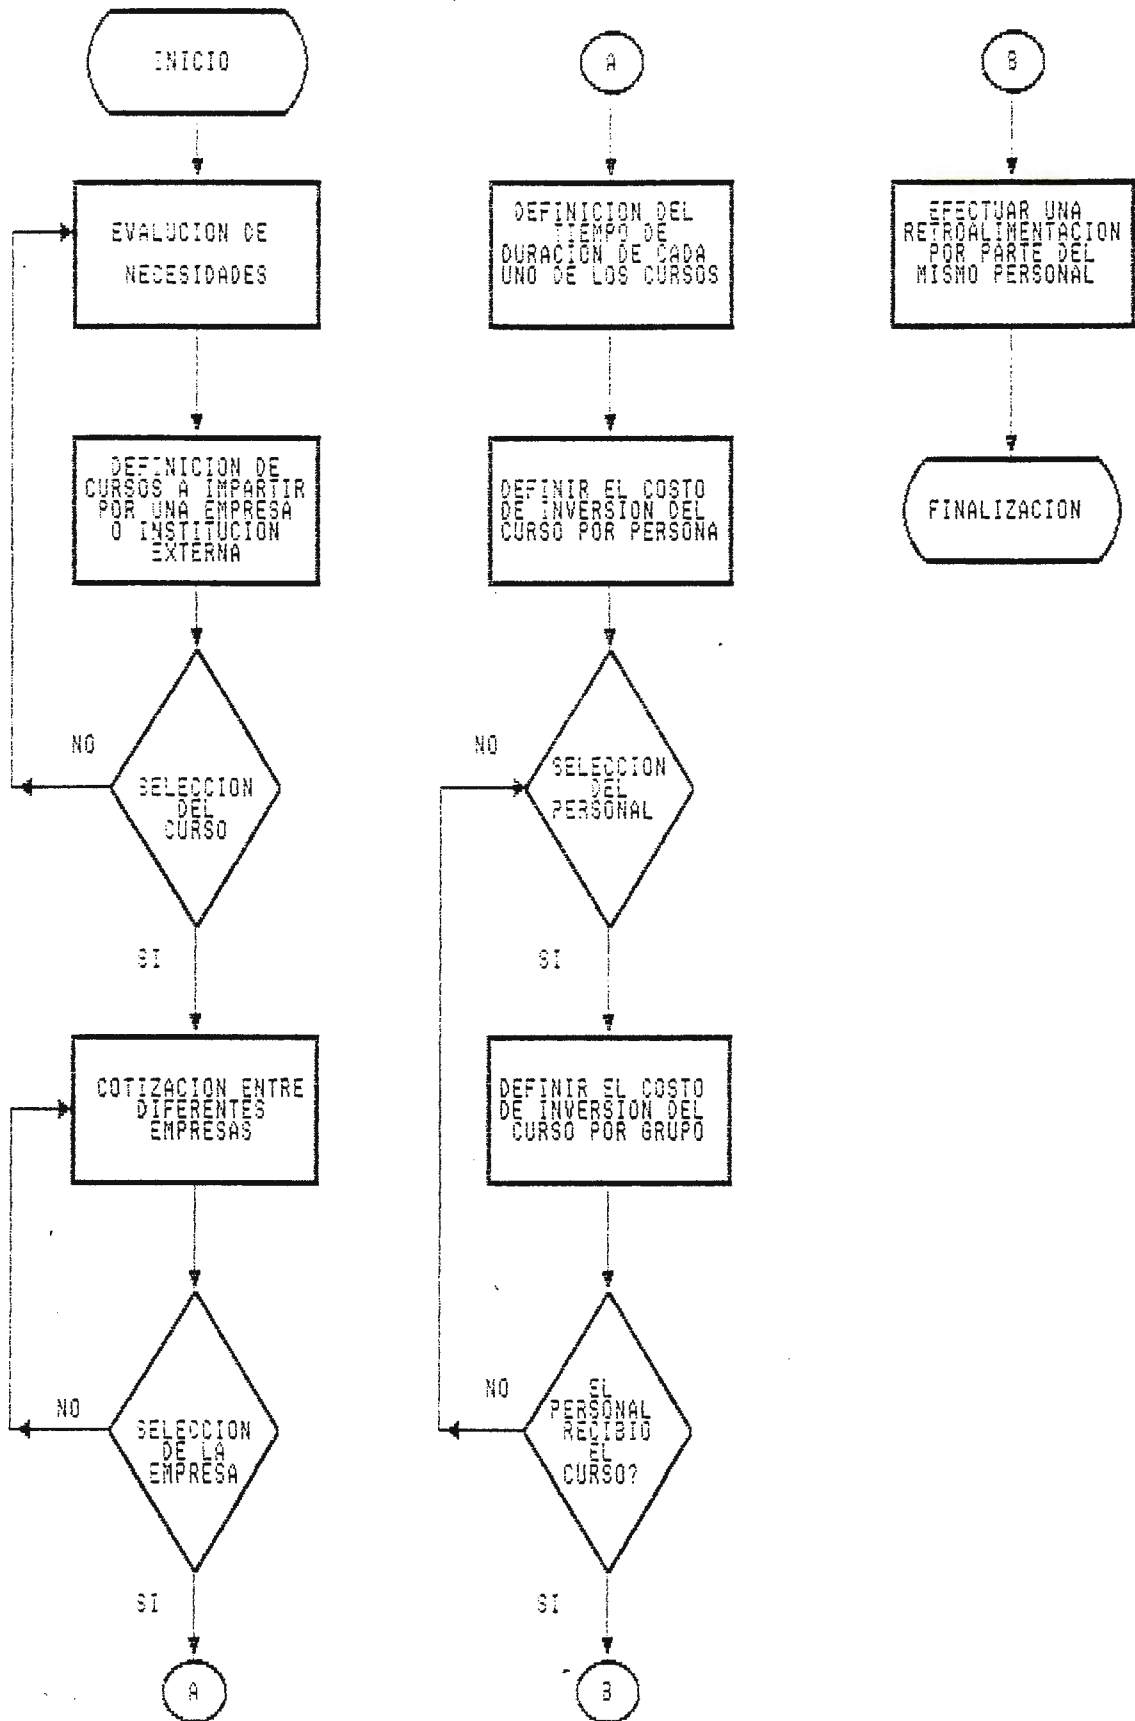 INICIO
EVALUCION DE
NECESIDADES
DEFINICION DE
CURSOS A IMPARTIR
POR UNA EMPRESA
O INSTITUCION
EXTERNA
NO
SELECCION
DEL
CURSO
SI
COTIZACION ENTRE
DIFERENTES
EMPRESAS
NO
SELECCION
DE LA
EMPRESA
SI
A
A
DEFINICION DEL
TIEMPO DE
DURACION DE CADA
UNO DE LOS CURSOS
DEFINIR EL COSTO
DE INVERSION DEL
CURSO POR PERSONA
NO
SELECCION
DEL
PERSONAL
SI
DEFINIR EL COSTO
DE INVERSION DEL
CURSO POR GRUPO
NO
EL
PERSONAL
RECIBIO
EL
CURSO?
SI
B
B
EFECTUAR UNA
RETROALIMENTACION
POR PARTE DEL
MISMO PERSONAL
FINALIZACION